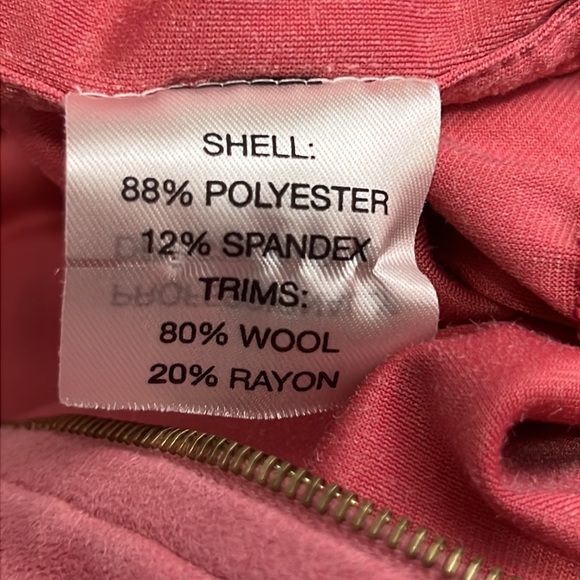 SHELL:
88% POLYESTER
12% SPANDEX
TRIMS:
80% WOOL
20% RAYON